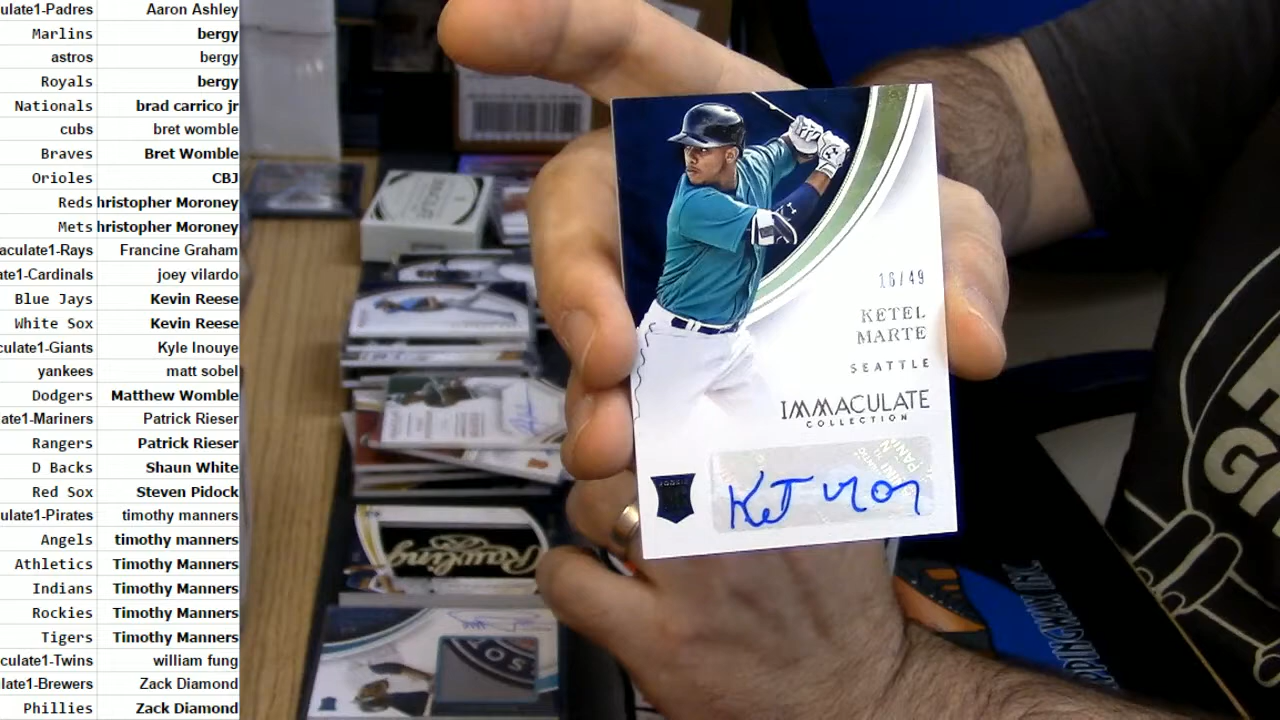 ulate1-Padres Aaron Ashley
Marlins bergy
astros bergy
Royals bergy
Nationals brad carrico jr
cubs bret womble
Braves Bret Womble
Orioles CBJ
Reds hristopher Moroney
Mets hristopher Moroney
aculate1-Rays Francine Graham
ate1-Cardinals joey vilardo
Blue Jays Kevin Reese
White Sox Kevin Reese
culate1-Giants Kyle Inouye
yankees matt sobel
Dodgers Matthew Womble
ate1-Mariners Patrick Rieser
Rangers Patrick Rieser
D Backs Shaun White
Red Sox Steven Pidock
ulate1-Pirates timothy manners
Angels timothy manners
Athletics Timothy Manners
Indians Timothy Manners
Rockies Timothy Manners
Tigers Timothy Manners
culate1-Twins william fung
late1-Brewers Zack Diamond
Phillies Zack Diamond
16/49
KETEL
MARTE
SEATTLE
IMMACULATE
COLLECTION
Rawlings